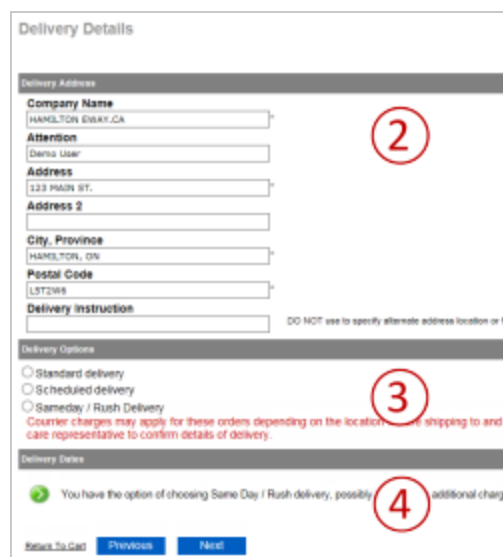 Delivery Details
Delivery Address
②
Company Name
HAMILTON EWAY.CA
*
Attention
Demo User
Address
123 MAIN ST.
*
Address 2
City, Province
HAMILTON, ON
*
Postal Code
L5T2W6
*
Delivery Instruction
DO NOT use to specify alternate address location or
Delivery Options
③
Standard delivery
Scheduled delivery
Sameday / Rush Delivery
Courrier charges may apply for these orders depending on the location shipping to and
care representative to confirm details of delivery.
Delivery Dates
④
You have the option of choosing Same Day / Rush delivery, possibly additional charg
Return To Cart Previous Next